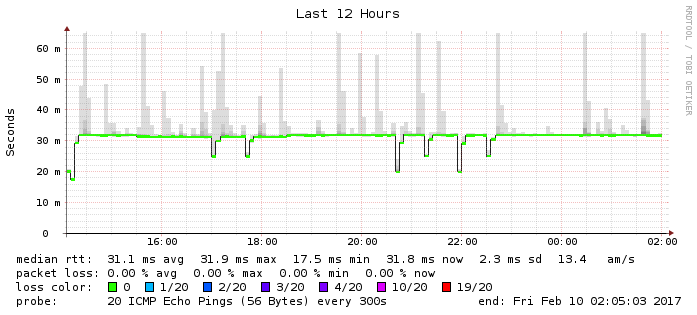 Last 12 Hours
RRDTOOL / TOBI OETIKER
Seconds
60 m
50 m
40 m
30 m
20 m
10 m
0
16:00 18:00 20:00 22:00 00:00 02:00
median rtt: 31.1 ms avg 31.9 ms max 17.5 ms min 31.8 ms now 2.3 ms sd 13.4 am/s
packet loss: 0.00 % avg 0.00 % max 0.00 % min 0.00 % now
loss color: 0 1/20 2/20 3/20 4/20 10/20 19/20
probe: 20 ICMP Echo Pings (56 Bytes) every 300s end: Fri Feb 10 02:05:03 2017